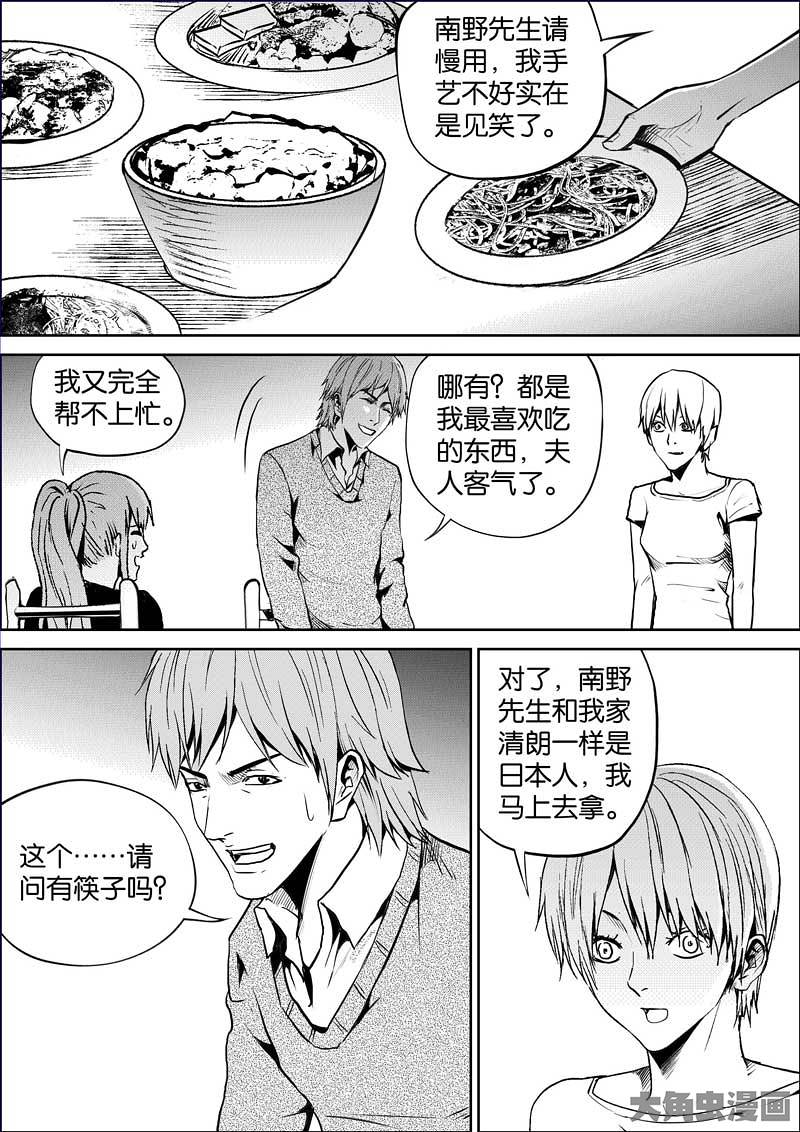 南野先生请
慢用，我手
艺不好实在
是见笑了。
我又完全
帮不上忙。
哪有？都是
我最喜欢吃
的东西，夫
人客气了。
这个……请
问有筷子吗？
对了，南野
先生和我家
清朗一样是
日本人，我
马上去拿。
大角虫漫画